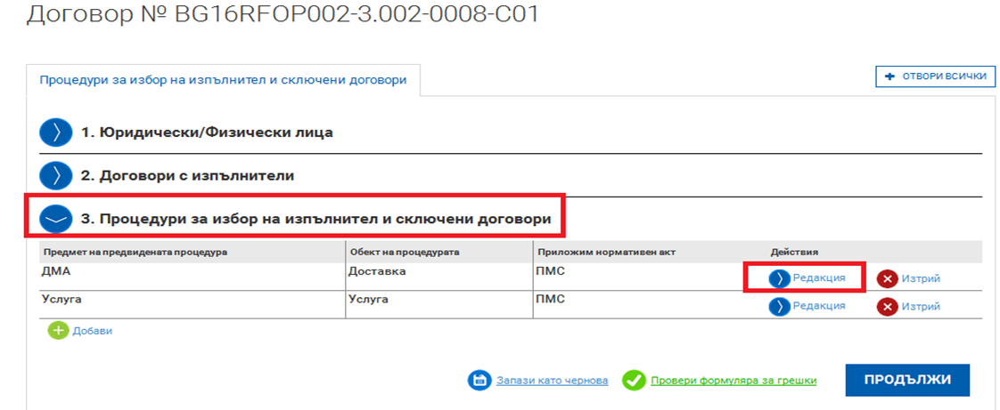 Договор № BG16RFOP002-3.002-0008-C01
Процедури за избор на изпълнител и сключени договори
ОТВОРИ ВСИЧКИ
1. Юридически/Физически лица
2. Договори с изпълнители
3. Процедури за избор на изпълнител и сключени договори
Предмет на предвидената процедура Обект на процедурата Приложим нормативен акт Действия
ДМА Доставка ПМС Редакция Изтрий
Услуга Услуга ПМС Редакция Изтрий
Добави
Запази като чернова Провери формуляра за грешки ПРОДЪЛЖИ